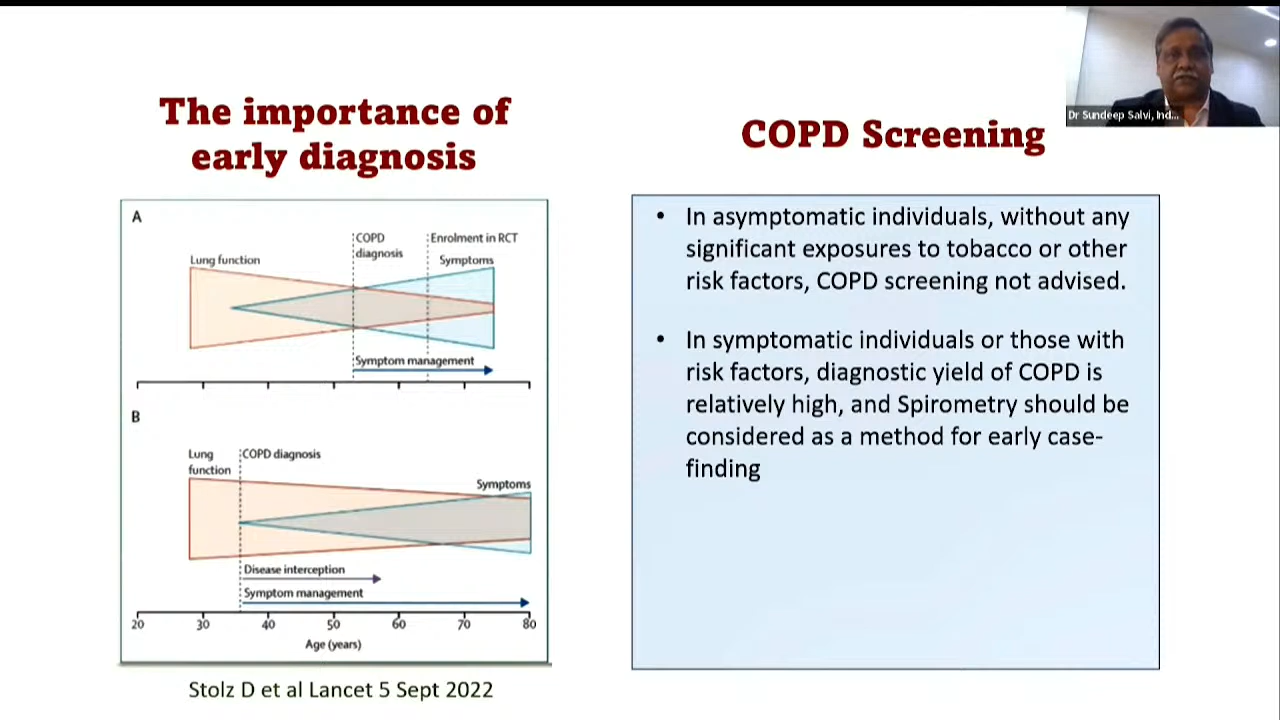 Dr Sundeep Salvi, Ind...
The importance of
early diagnosis
A
Lung function
COPD
diagnosis
Enrolment in RCT
Symptoms
Symptom management
B
Lung
function
COPD diagnosis
Symptoms
Disease interception
Symptom management
20 30 40 50 60 70 80
Age (years)
Stolz D et al Lancet 5 Sept 2022
COPD Screening
• In asymptomatic individuals, without any
significant exposures to tobacco or other
risk factors, COPD screening not advised.
• In symptomatic individuals or those with
risk factors, diagnostic yield of COPD is
relatively high, and Spirometry should be
considered as a method for early case-
finding